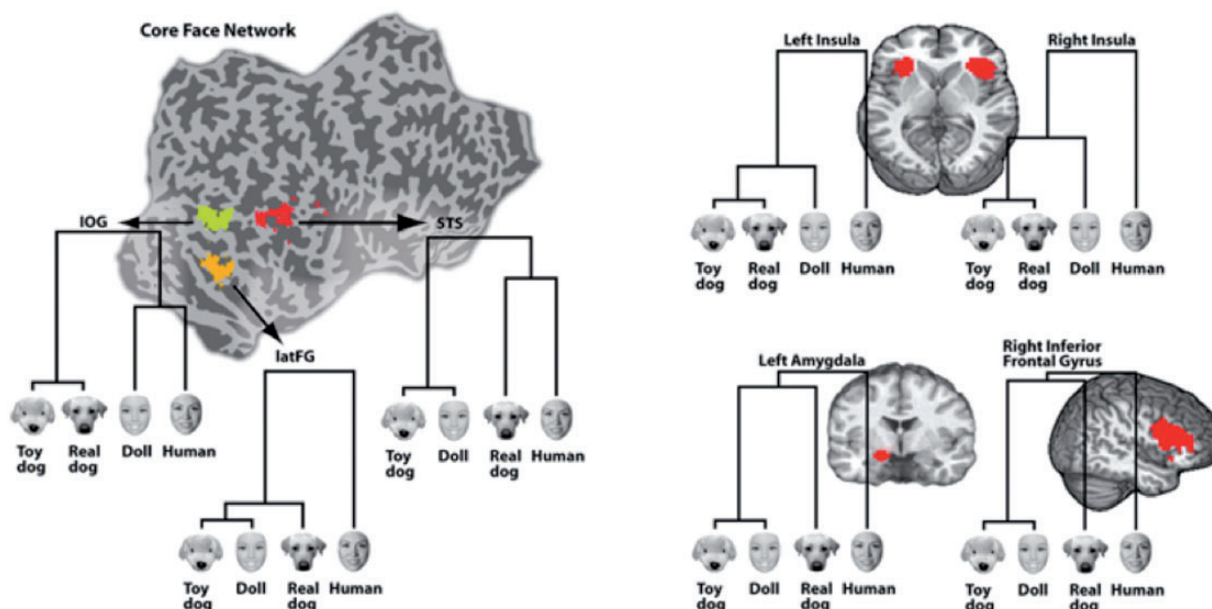 Core Face Network
IOG
STS
latFG
Toy dog
Real dog
Doll
Human
Toy dog
Doll
Real dog
Human
Toy dog
Doll
Real dog
Human
Left Insula
Right Insula
Toy dog
Real dog
Doll
Human
Toy dog
Real dog
Doll
Human
Left Amygdala
Right Inferior
Frontal Gyrus
Toy dog
Doll
Real dog
Human
Toy dog
Doll
Real dog
Human